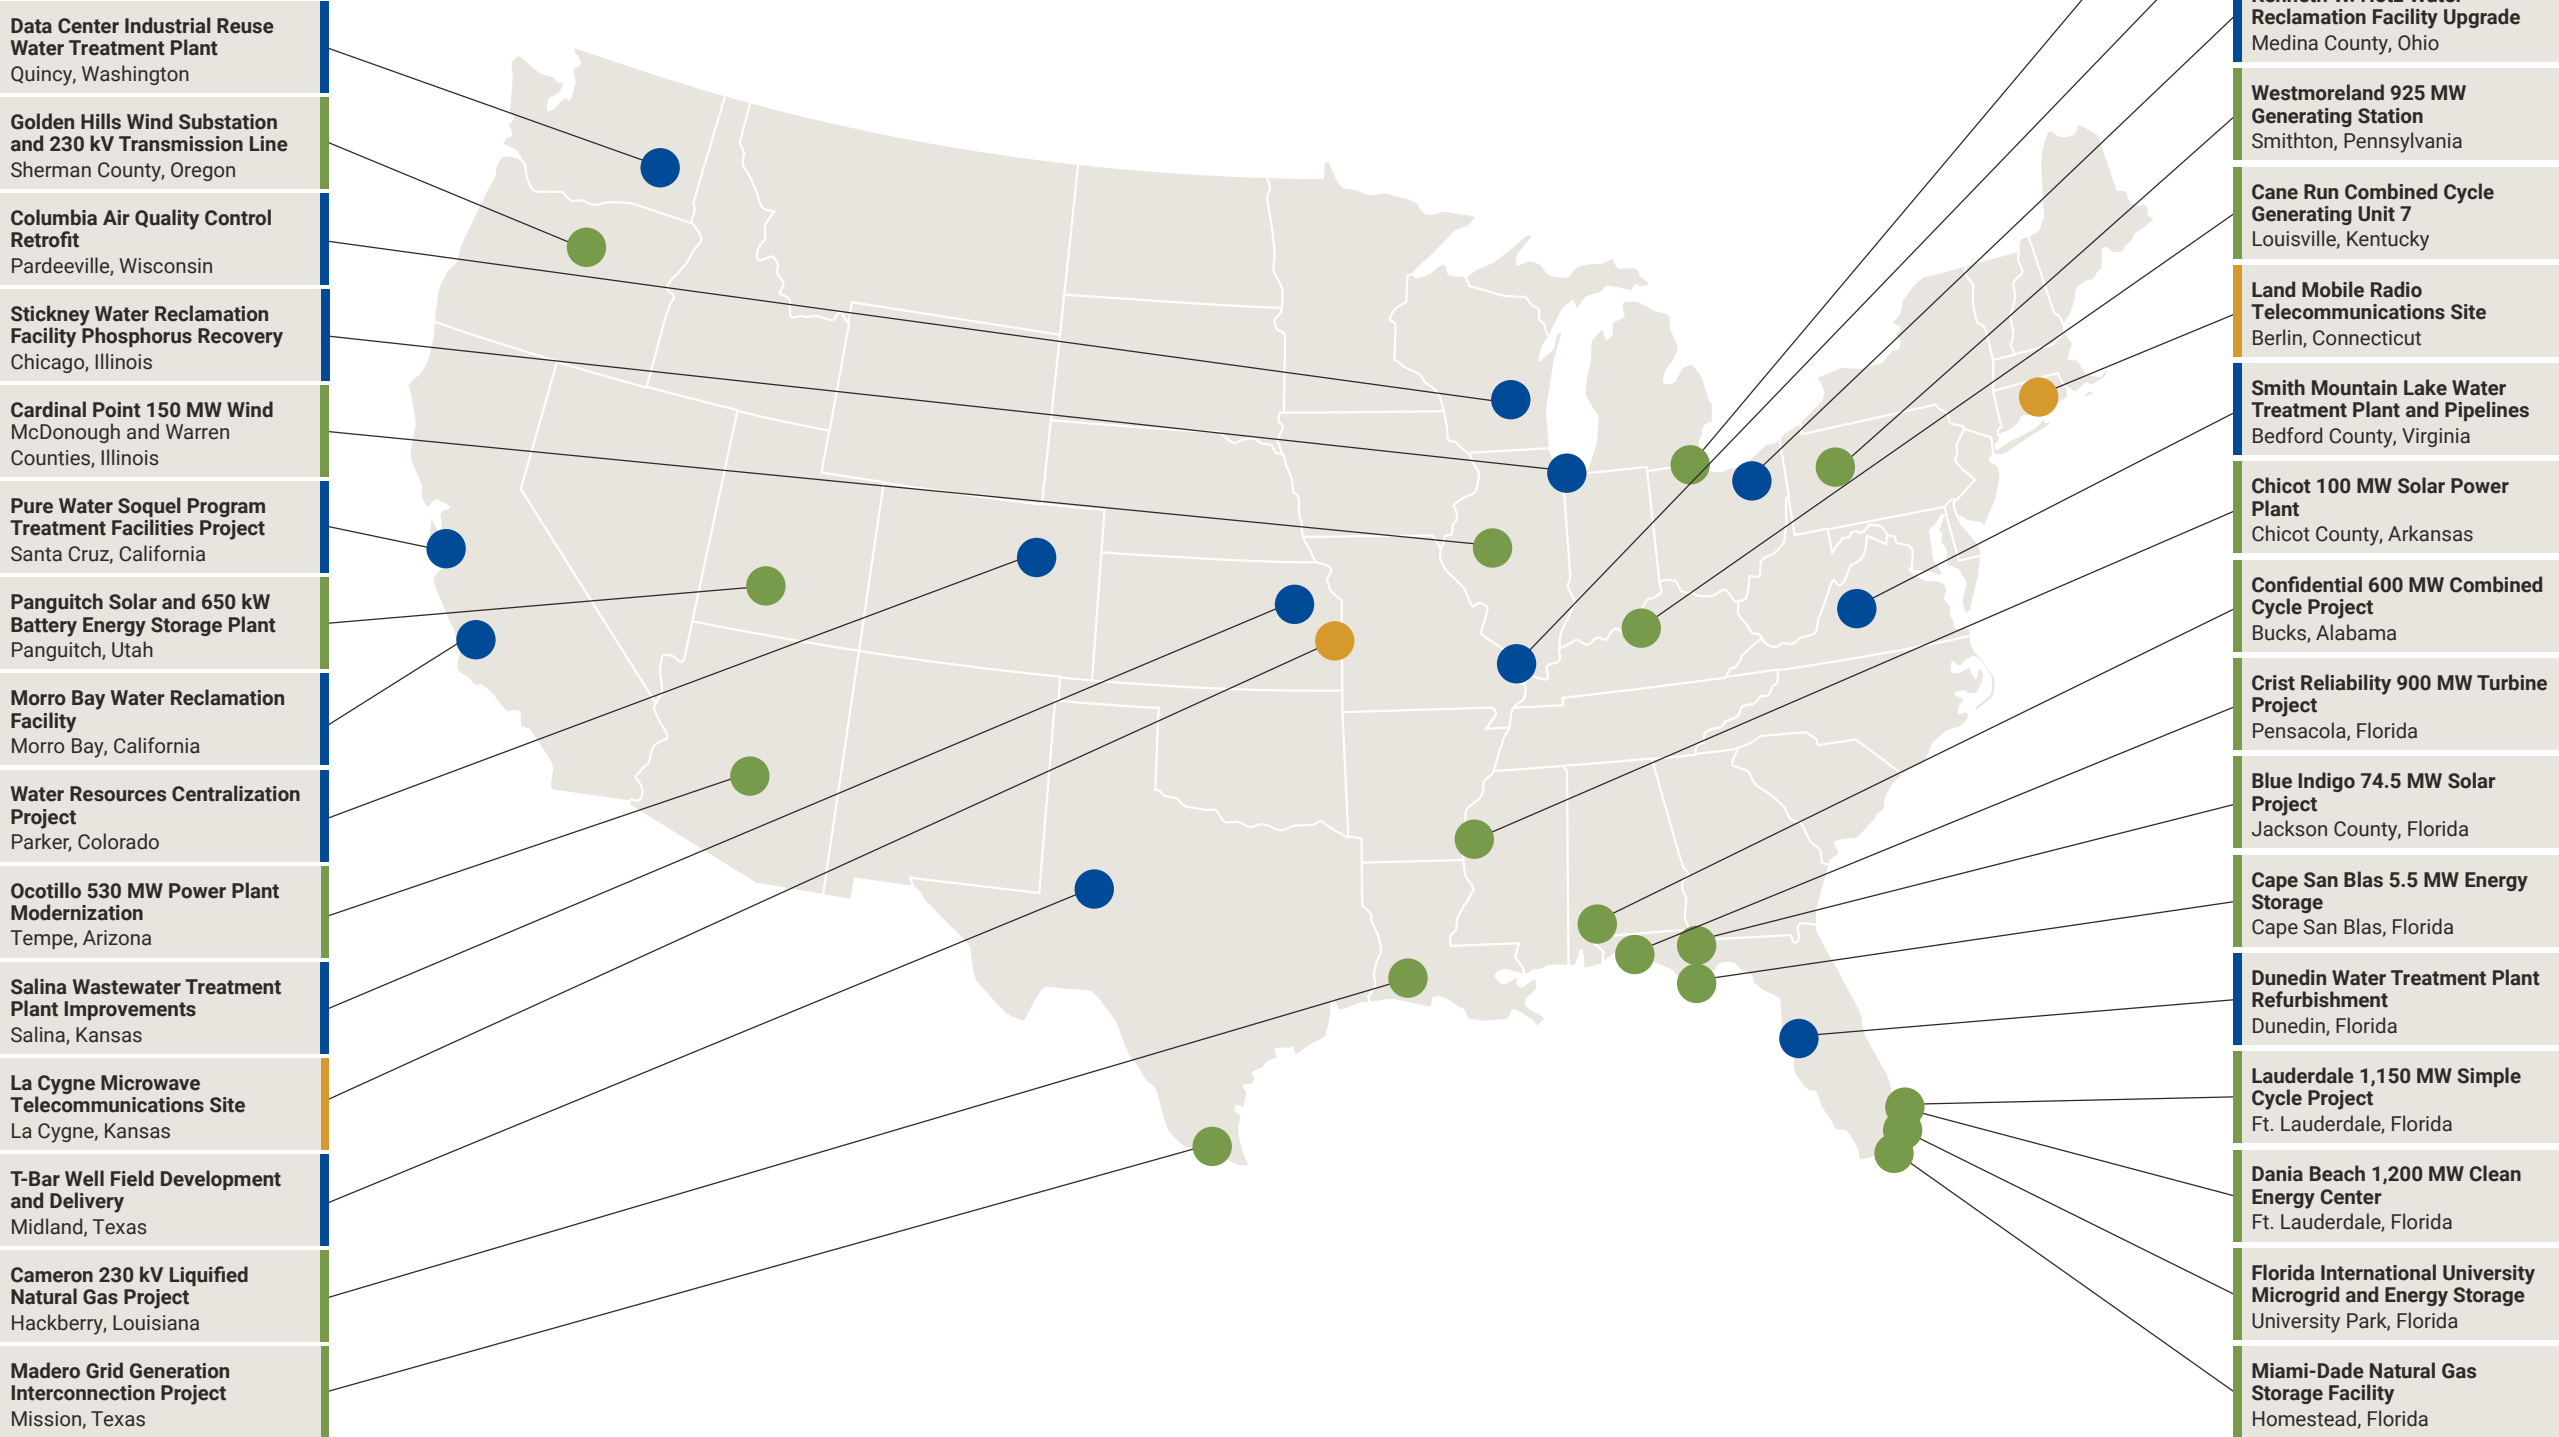 Data Center Industrial Reuse
Water Treatment Plant
Quincy, Washington
Golden Hills Wind Substation
and 230 kV Transmission Line
Sherman County, Oregon
Columbia Air Quality Control
Retrofit
Pardeeville, Wisconsin
Stickney Water Reclamation
Facility Phosphorus Recovery
Chicago, Illinois
Cardinal Point 150 MW Wind
McDonough and Warren
Counties, Illinois
Pure Water Soquel Program
Treatment Facilities Project
Santa Cruz, California
Panguitch Solar and 650 kW
Battery Energy Storage Plant
Panguitch, Utah
Morro Bay Water Reclamation
Facility
Morro Bay, California
Water Resources Centralization
Project
Parker, Colorado
Ocotillo 530 MW Power Plant
Modernization
Tempe, Arizona
Salina Wastewater Treatment
Plant Improvements
Salina, Kansas
La Cygne Microwave
Telecommunications Site
La Cygne, Kansas
T-Bar Well Field Development
and Delivery
Midland, Texas
Cameron 230 kV Liquified
Natural Gas Project
Hackberry, Louisiana
Madero Grid Generation
Interconnection Project
Mission, Texas
Reclamation Facility Upgrade
Medina County, Ohio
Westmoreland 925 MW
Generating Station
Smithton, Pennsylvania
Cane Run Combined Cycle
Generating Unit 7
Louisville, Kentucky
Land Mobile Radio
Telecommunications Site
Berlin, Connecticut
Smith Mountain Lake Water
Treatment Plant and Pipelines
Bedford County, Virginia
Chicot 100 MW Solar Power
Plant
Chicot County, Arkansas
Confidential 600 MW Combined
Cycle Project
Bucks, Alabama
Crist Reliability 900 MW Turbine
Project
Pensacola, Florida
Blue Indigo 74.5 MW Solar
Project
Jackson County, Florida
Cape San Blas 5.5 MW Energy
Storage
Cape San Blas, Florida
Dunedin Water Treatment Plant
Refurbishment
Dunedin, Florida
Lauderdale 1,150 MW Simple
Cycle Project
Ft. Lauderdale, Florida
Dania Beach 1,200 MW Clean
Energy Center
Ft. Lauderdale, Florida
Florida International University
Microgrid and Energy Storage
University Park, Florida
Miami-Dade Natural Gas
Storage Facility
Homestead, Florida